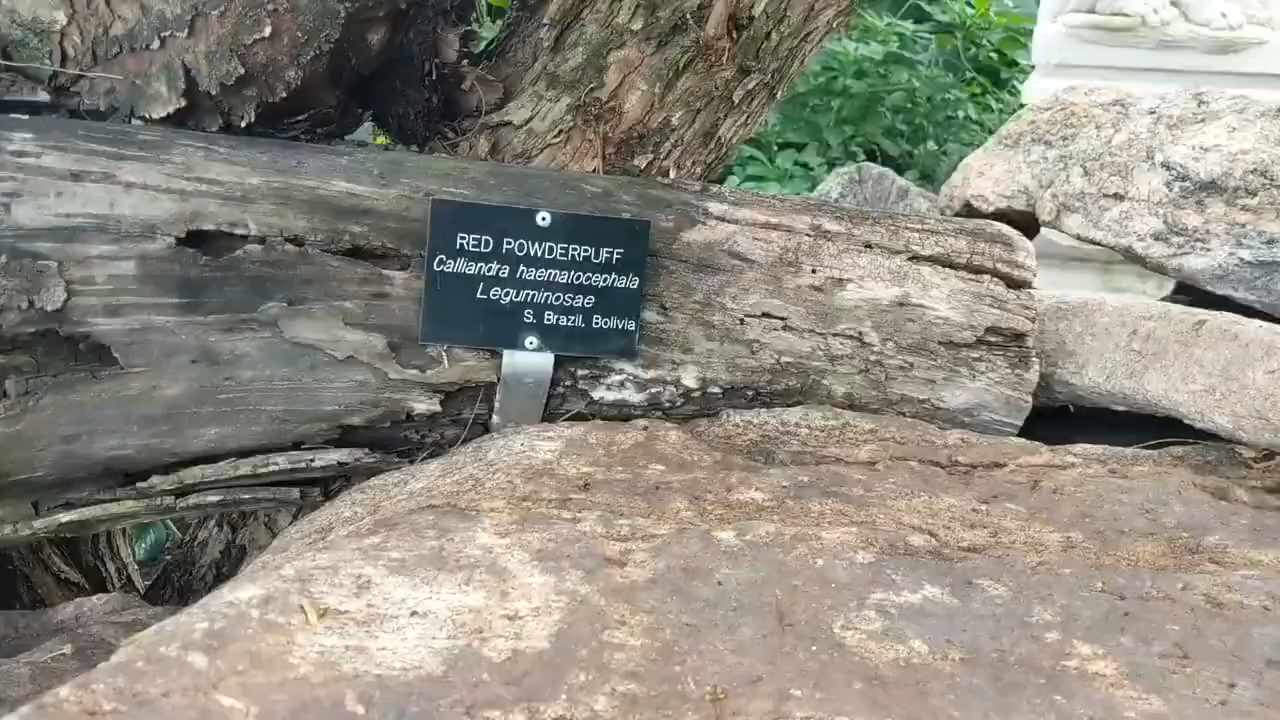 RED POWDERPUFF
Calliandra haematocephala
Leguminosae
S. Brazil, Bolivia